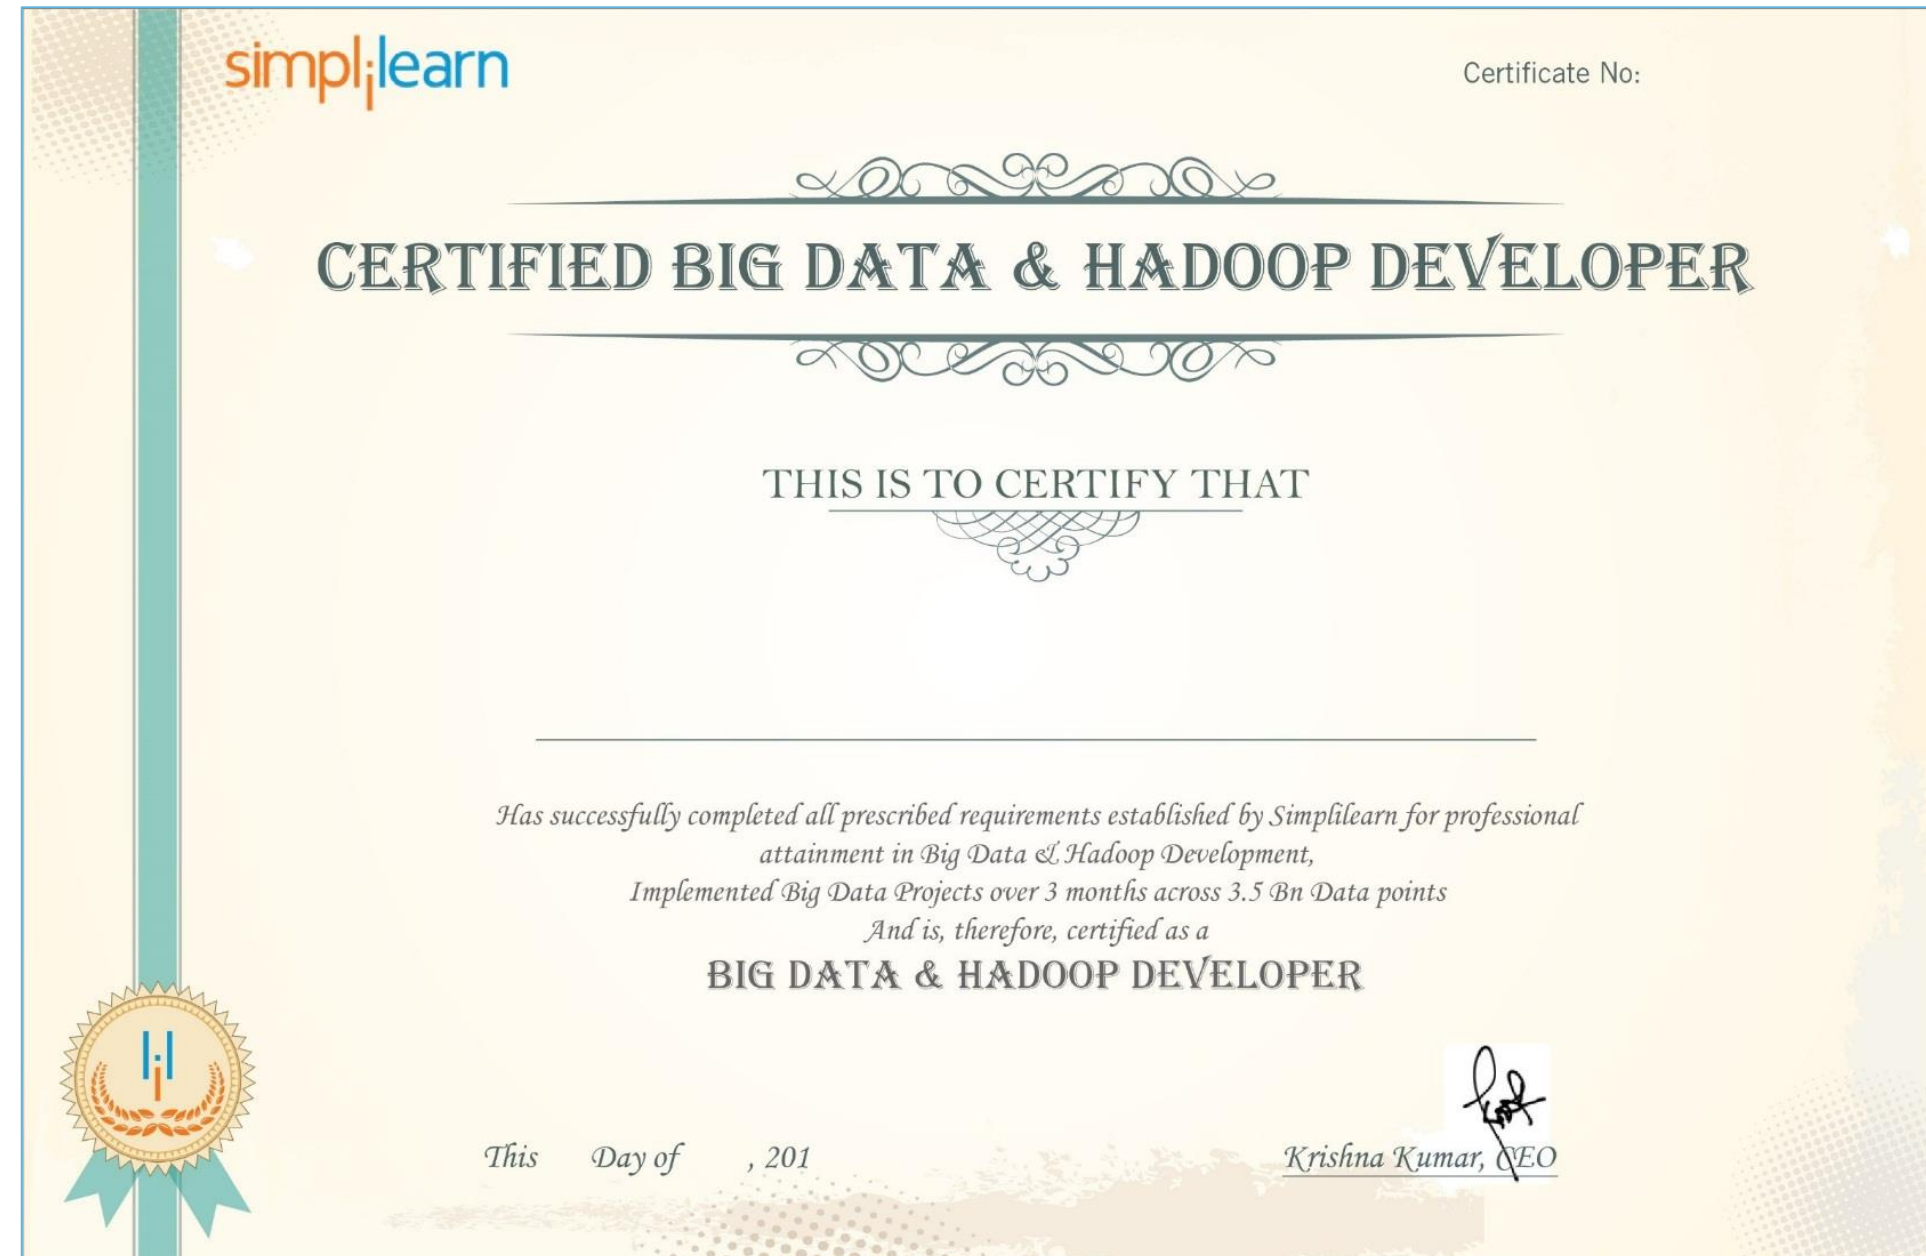 simplilearn
Certificate No:
CERTIFIED BIG DATA & HADOOP DEVELOPER
THIS IS TO CERTIFY THAT
Has successfully completed all prescribed requirements established by Simplilearn for professional
attainment in Big Data & Hadoop Development,
Implemented Big Data Projects over 3 months across 3.5 Bn Data points
And is, therefore, certified as a
BIG DATA & HADOOP DEVELOPER
This Day of , 201
Krishna Kumar, CEO